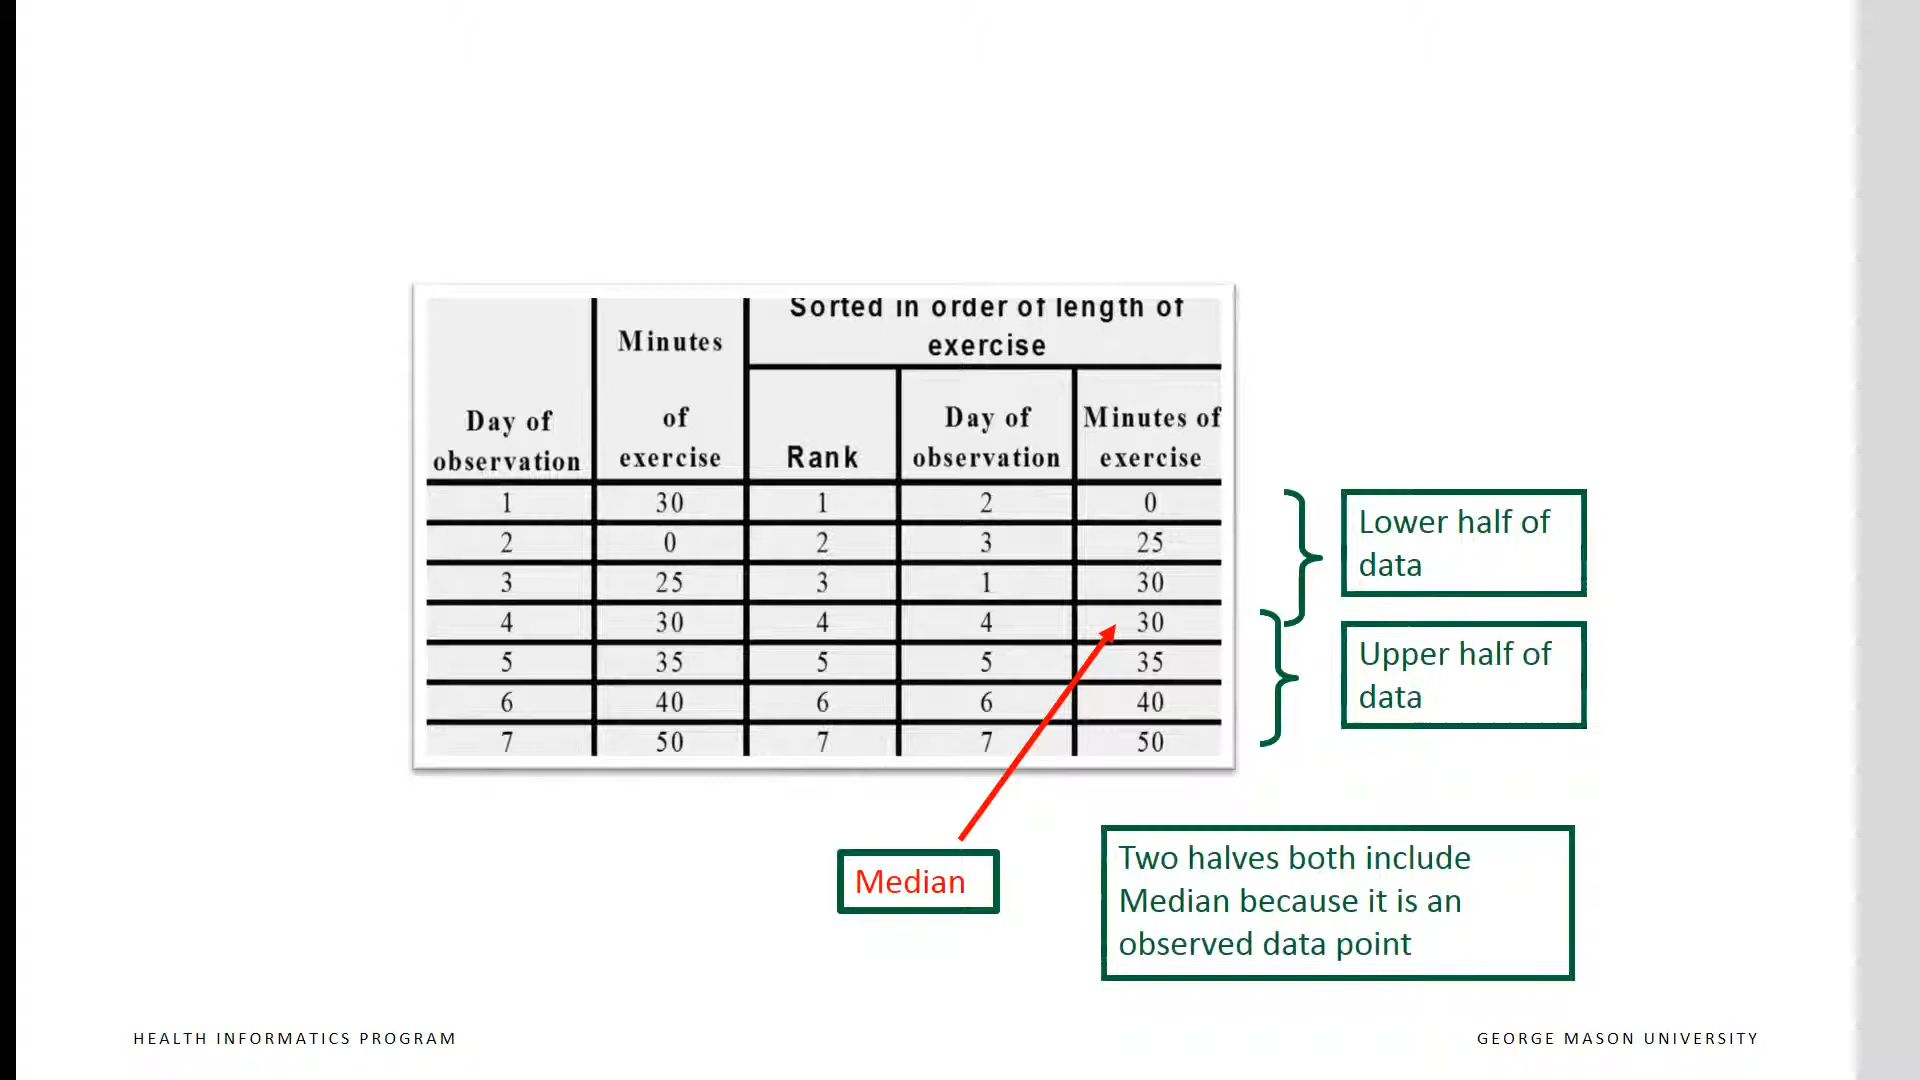 Sorted in order of length of
exercise
Minutes
of
exercise
Day of
observation
Rank
Day of
observation
Minutes of
exercise
1 30 1 2 0
2 0 2 3 25
3 25 3 1 30
4 30 4 4 30
5 35 5 5 35
6 40 6 6 40
7 50 7 7 50
Lower half of
data
Upper half of
data
Median
Two halves both include
Median because it is an
observed data point
HEALTH INFORMATICS PROGRAM
GEORGE MASON UNIVERSITY